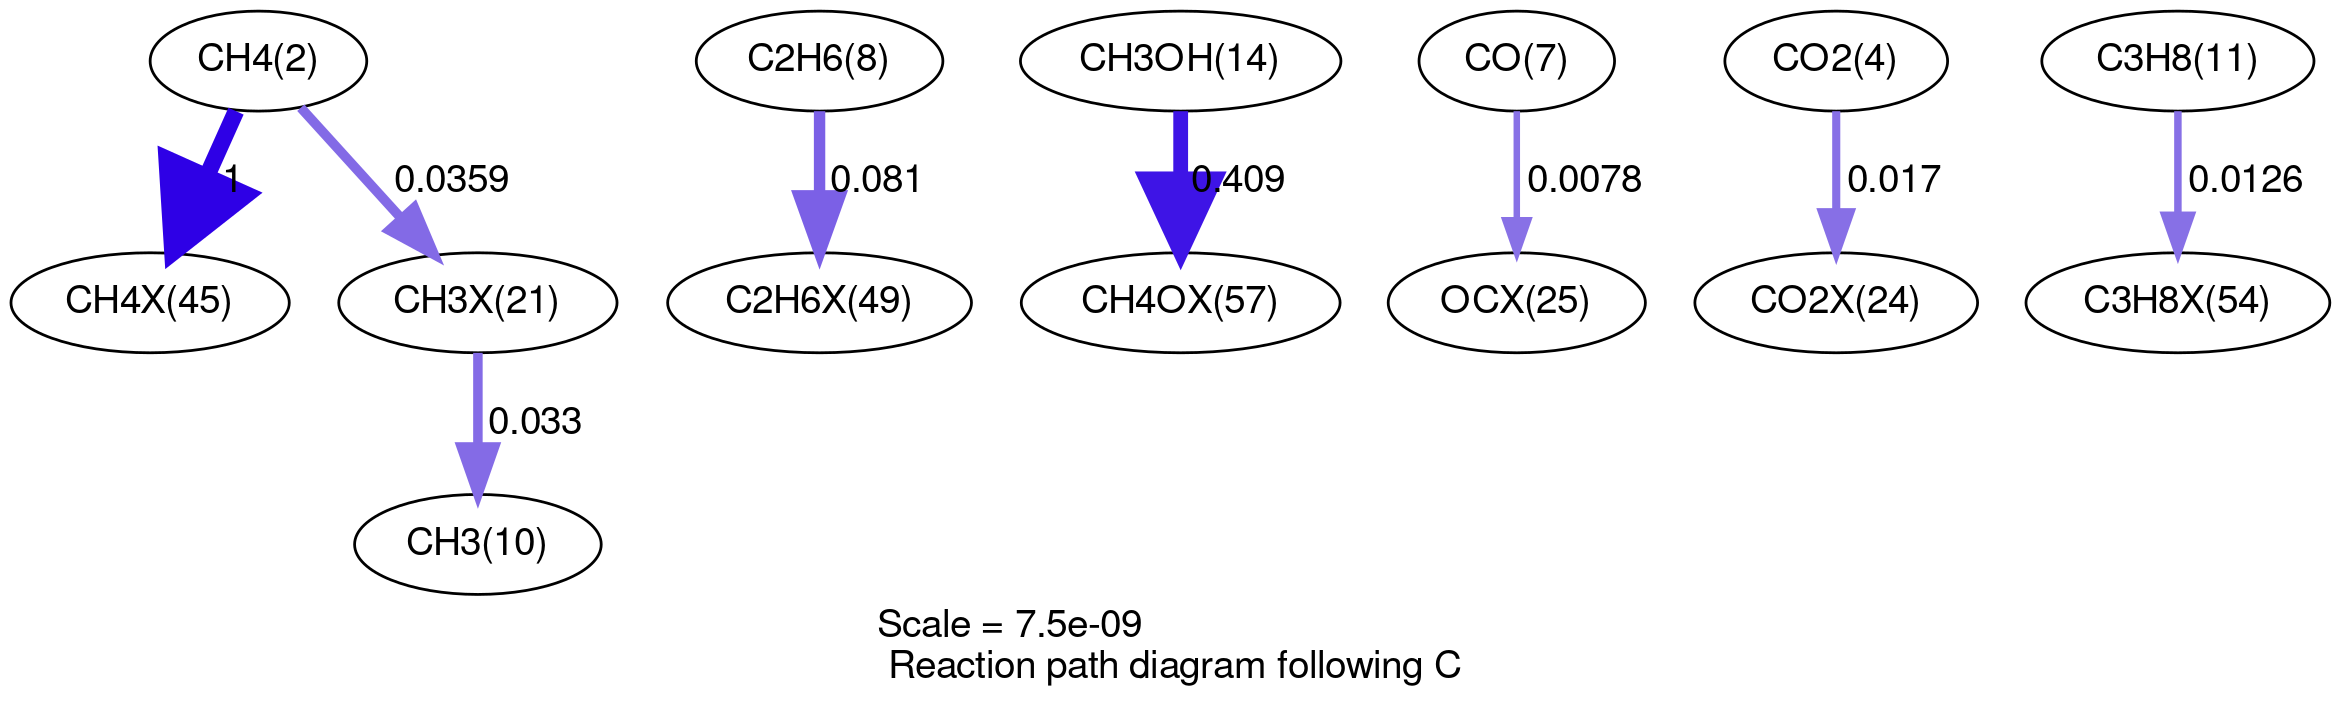 CH4(2)
C2H6(8)
CH3OH(14)
CO(7)
CO2(4)
C3H8(11)
1
0.0359
0.081
0.409
0.0078
0.017
0.0126
CH4X(45)
CH3X(21)
C2H6X(49)
CH4OX(57)
OCX(25)
CO2X(24)
C3H8X(54)
0.033
CH3(10)
Scale = 7.5e-09
Reaction path diagram following C